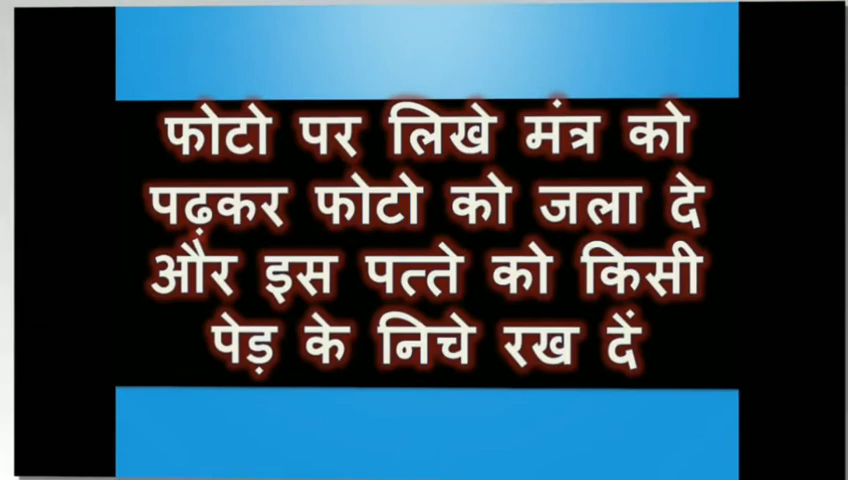 फोटो पर लिखे मंत्र को
पढ़कर फोटो को जला दे
और इस पत्ते को किसी
पेड़ के निचे रख दें